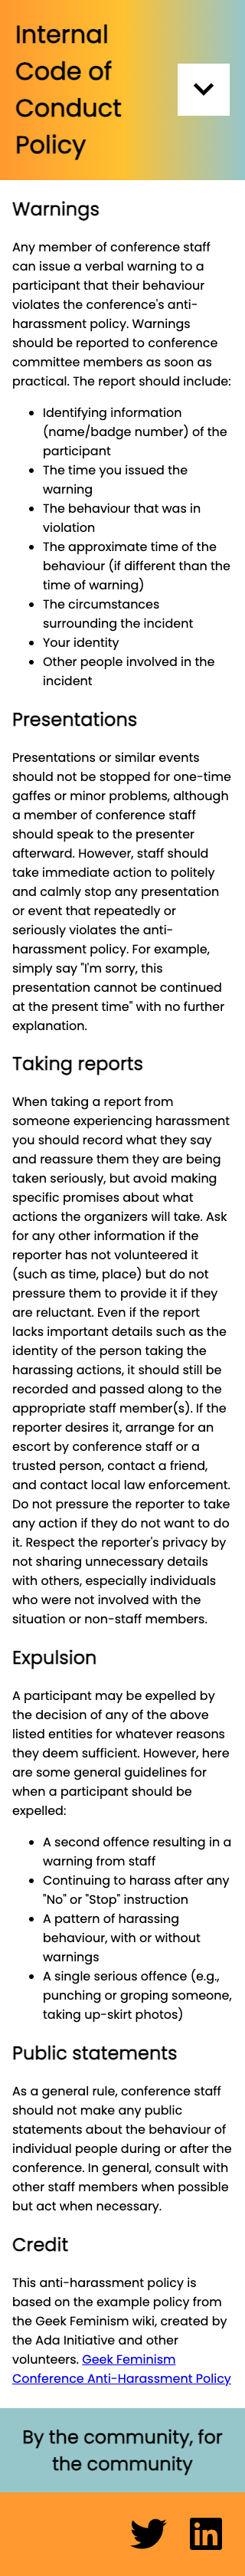 Internal
Code of
Conduct
Policy
Warnings
Any member of conference staff
can issue a verbal warning to a
participant that their behaviour
violates the conference's anti-
harassment policy. Warnings
should be reported to conference
committee members as soon as
practical. The report should include:
• Identifying information
(name/badge number) of the
participant
• The time you issued the
warning
• The behaviour that was in
violation
• The approximate time of the
behaviour (if different than the
time of warning)
• The circumstances
surrounding the incident
• Your identity
• Other people involved in the
incident
Presentations
Presentations or similar events
should not be stopped for one-time
gaffes or minor problems, although
a member of conference staff
should speak to the presenter
afterward. However, staff should
take immediate action to politely
and calmly stop any presentation
or event that repeatedly or
seriously violates the anti-
harassment policy. For example,
simply say "I'm sorry, this
presentation cannot be continued
at the present time" with no further
explanation.
Taking reports
When taking a report from
someone experiencing harassment
you should record what they say
and reassure them they are being
taken seriously, but avoid making
specific promises about what
actions the organizers will take. Ask
for any other information if the
reporter has not volunteered it
(such as time, place) but do not
pressure them to provide it if they
are reluctant. Even if the report
lacks important details such as the
identity of the person taking the
harassing actions, it should still be
recorded and passed along to the
appropriate staff member(s). If the
reporter desires it, arrange for an
escort by conference staff or a
trusted person, contact a friend,
and contact local law enforcement.
Do not pressure the reporter to take
any action if they do not want to do
it. Respect the reporter's privacy by
not sharing unnecessary details
with others, especially individuals
who were not involved with the
situation or non-staff members.
Expulsion
A participant may be expelled by
the decision of any of the above
listed entities for whatever reasons
they deem sufficient. However, here
are some general guidelines for
when a participant should be
expelled:
• A second offence resulting in a
warning from staff
• Continuing to harass after any
"No" or "Stop" instruction
• A pattern of harassing
behaviour, with or without
warnings
• A single serious offence (e.g.,
punching or groping someone,
taking up-skirt photos)
Public statements
As a general rule, conference staff
should not make any public
statements about the behaviour of
individual people during or after the
conference. In general, consult with
other staff members when possible
but act when necessary.
Credit
This anti-harassment policy is
based on the example policy from
the Geek Feminism wiki, created by
the Ada Initiative and other
volunteers. Geek Feminism
Conference Anti-Harassment Policy
By the community, for
the community